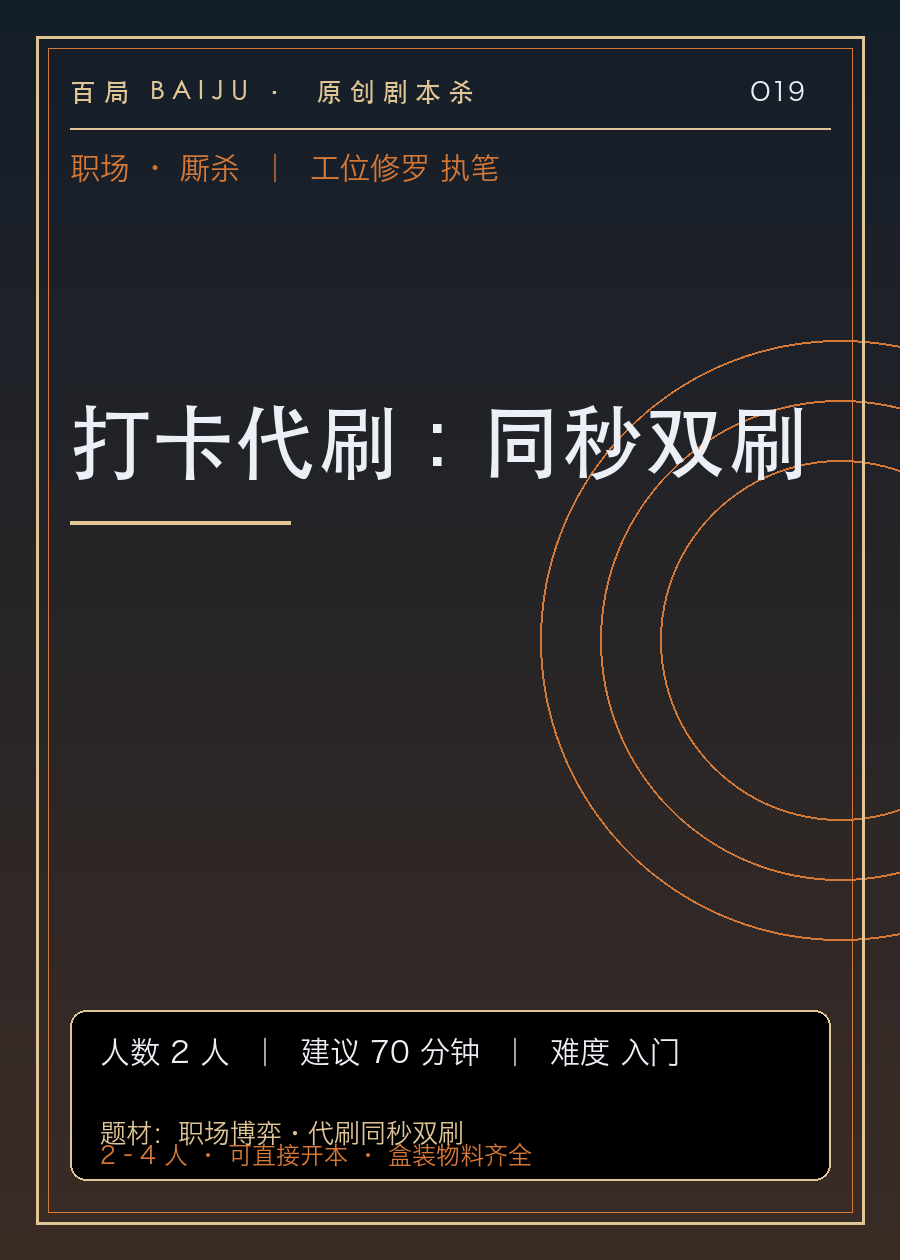 百局 BAIJU · 原创剧本杀 019
职场 · 厮杀 ｜ 工位修罗 执笔
打卡代刷：同秒双刷
人数 2 人 ｜ 建议 70 分钟 ｜ 难度 入门
题材：职场博弈·代刷同秒双刷
2-4 人 · 可直接开本 · 盒装物料齐全